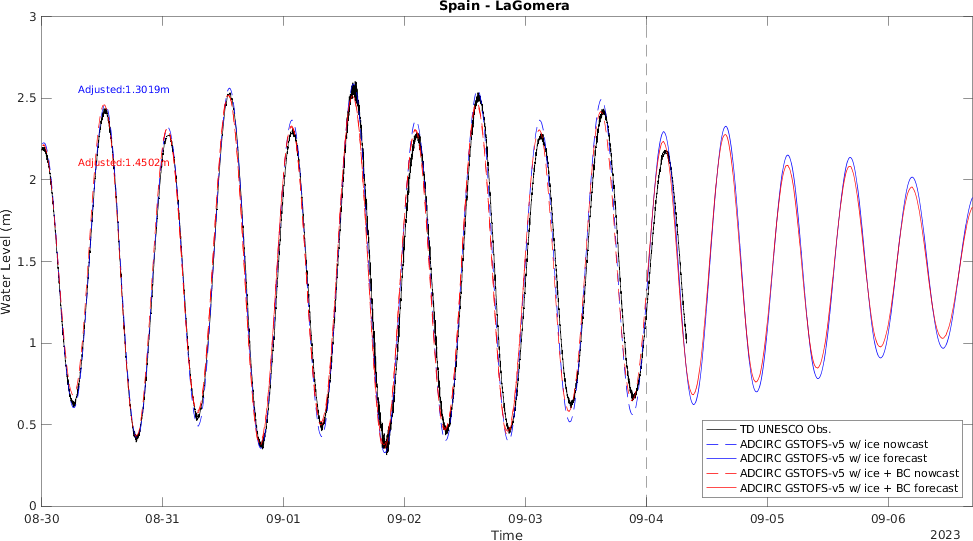 Spain - LaGomera
Adjusted:1.3019m
Adjusted:1.4502m
Water Level (m)
3
2.5
2
1.5
1
0.5
0
08-30 08-31 09-01 09-02 09-03 09-04 09-05 09-06
Time
2023
TD UNESCO Obs.
ADCIRC GSTOFS-v5 w/ ice nowcast
ADCIRC GSTOFS-v5 w/ ice forecast
ADCIRC GSTOFS-v5 w/ ice + BC nowcast
ADCIRC GSTOFS-v5 w/ ice + BC forecast